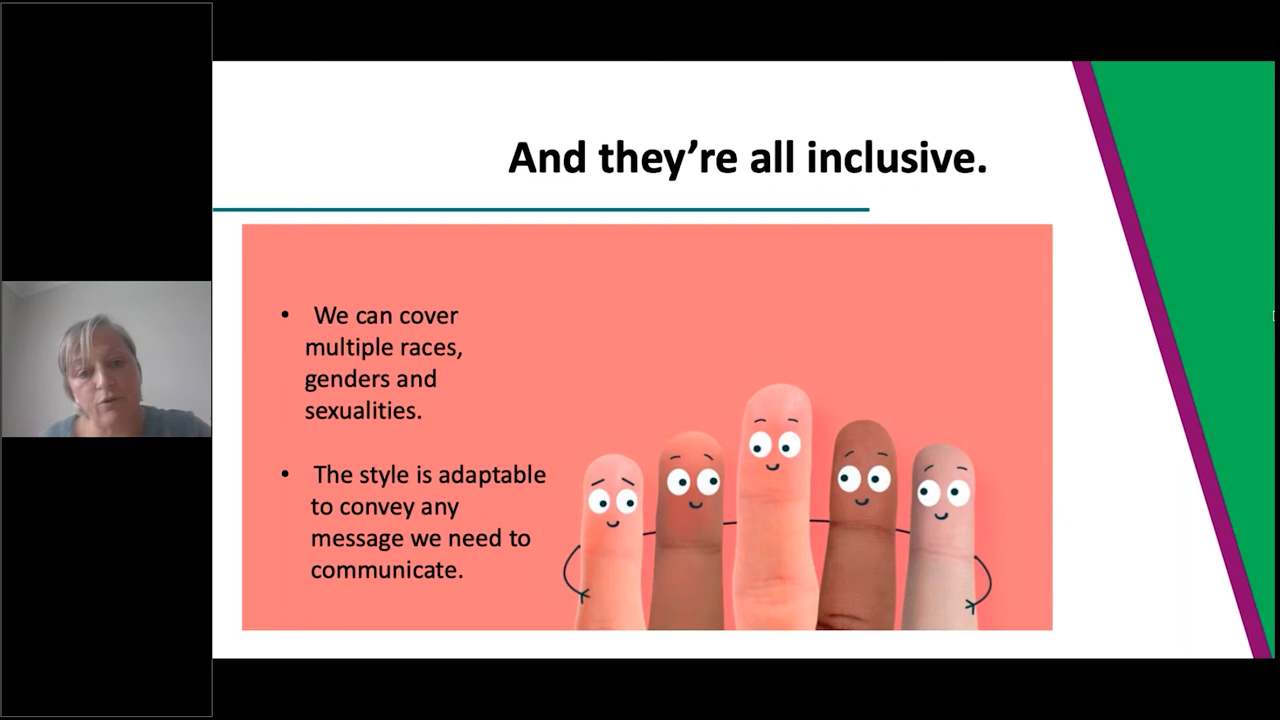 And they’re all inclusive.
• We can cover
multiple races,
genders and
sexualities.
• The style is adaptable
to convey any
message we need to
communicate.